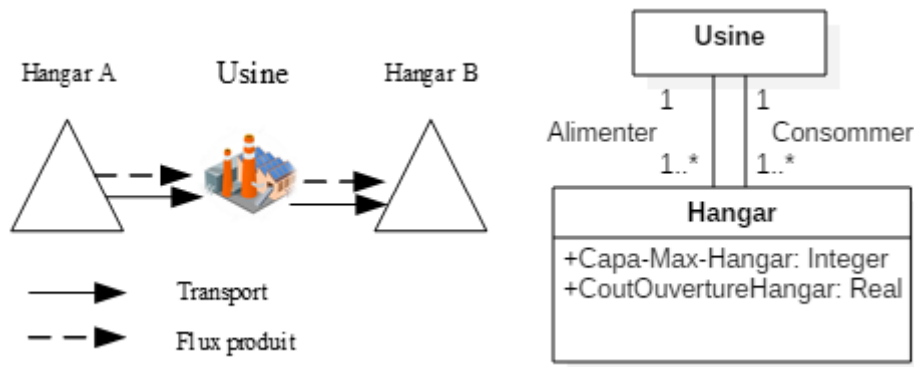 Hangar A
Usine
Hangar B
Transport
Flux produit
Usine
1
1
Alimenter
Consommer
1..*
1..*
Hangar
+Capa-Max-Hangar: Integer
+CoutOuvertureHangar: Real